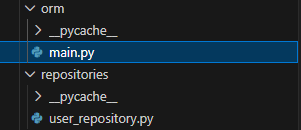 orm
__pycache__
main.py
repositories
__pycache__
user_repository.py